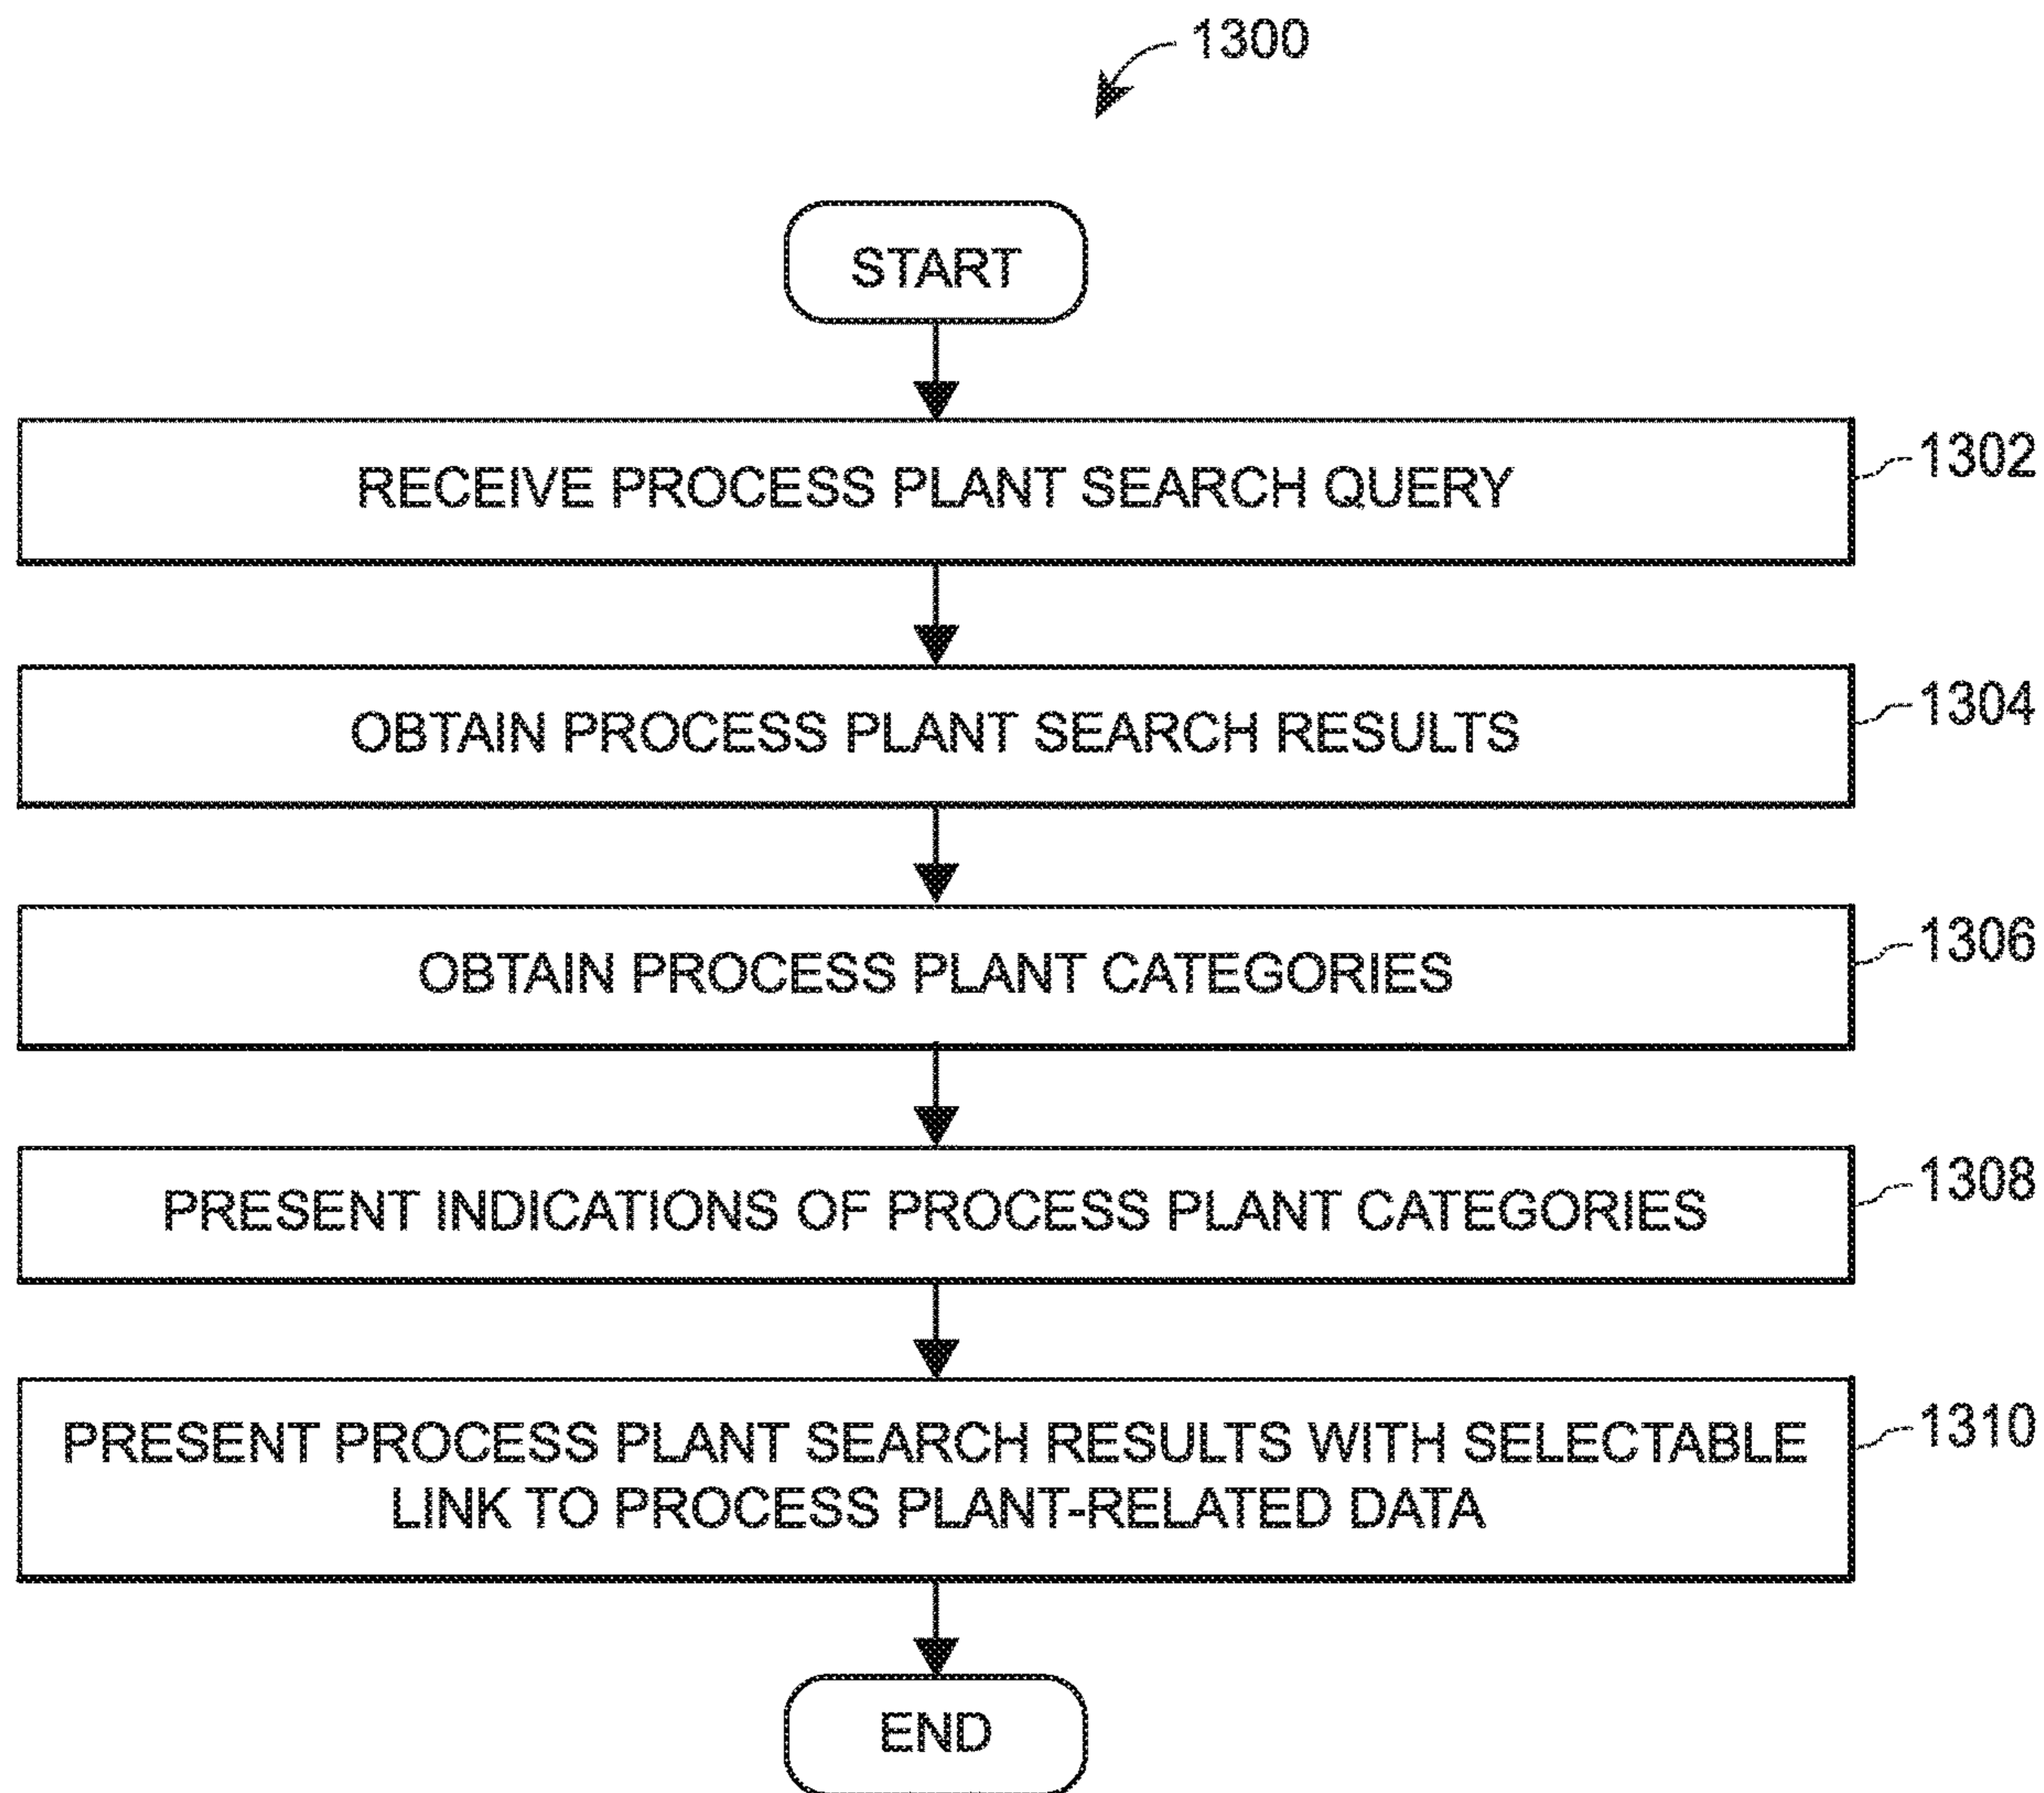 1300
START
RECEIVE PROCESS PLANT SEARCH QUERY
1302
OBTAIN PROCESS PLANT SEARCH RESULTS
1304
OBTAIN PROCESS PLANT CATEGORIES
1306
PRESENT INDICATIONS OF PROCESS PLANT CATEGORIES
1308
PRESENT PROCESS PLANT SEARCH RESULTS WITH SELECTABLE
LINK TO PROCESS PLANT-RELATED DATA
1310
END